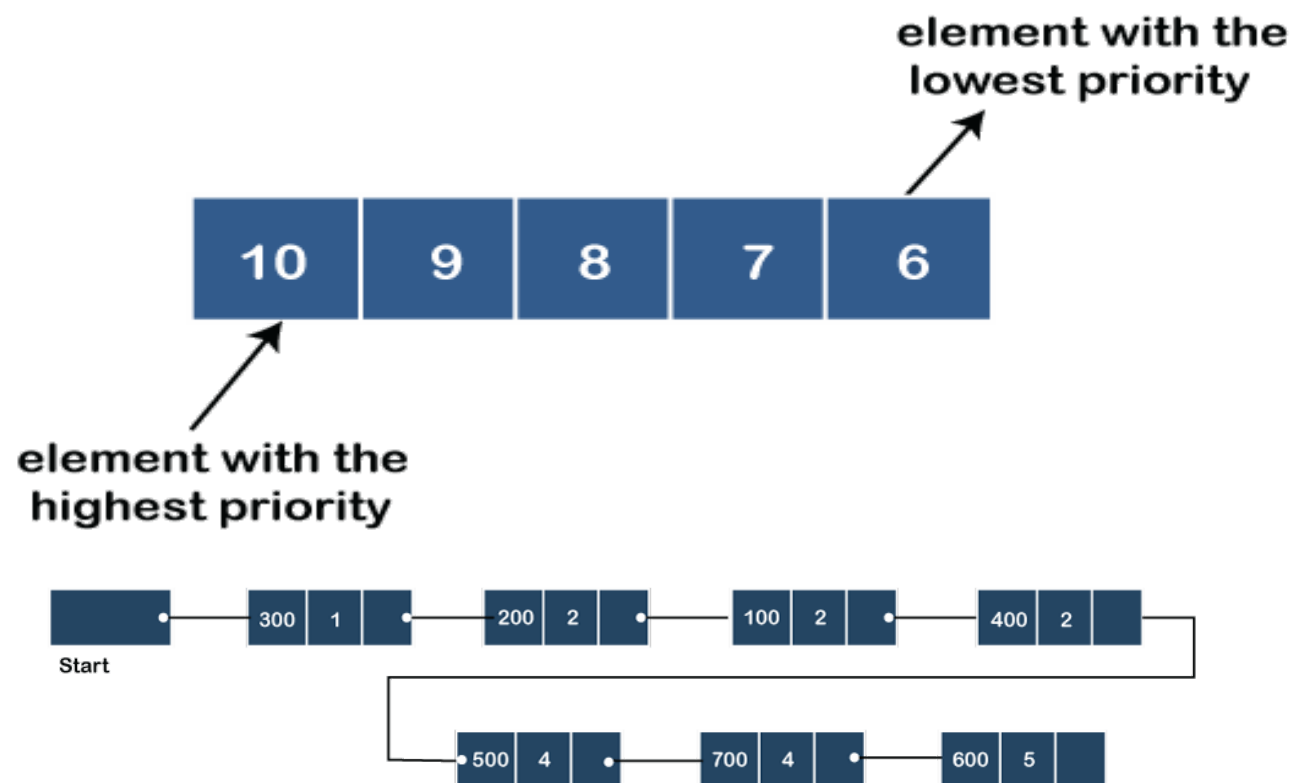 element with the
lowest priority
10 9 8 7 6
element with the
highest priority
300 1 200 2 100 2 400 2
Start
500 4 700 4 600 5